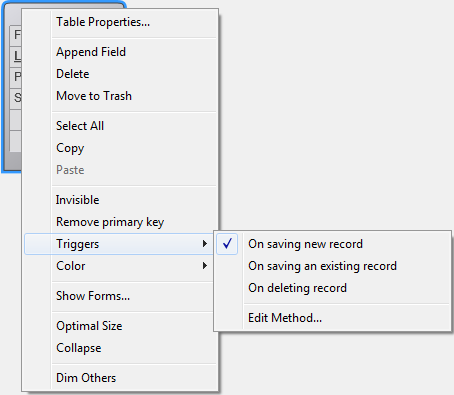 Table Properties...
F
Append Field
L
Delete
P
Move to Trash
S
Select All
Copy
Paste
Invisible
Remove primary key
Triggers
On saving new record
Color
On saving an existing record
On deleting record
Show Forms...
Edit Method...
Optimal Size
Collapse
Dim Others